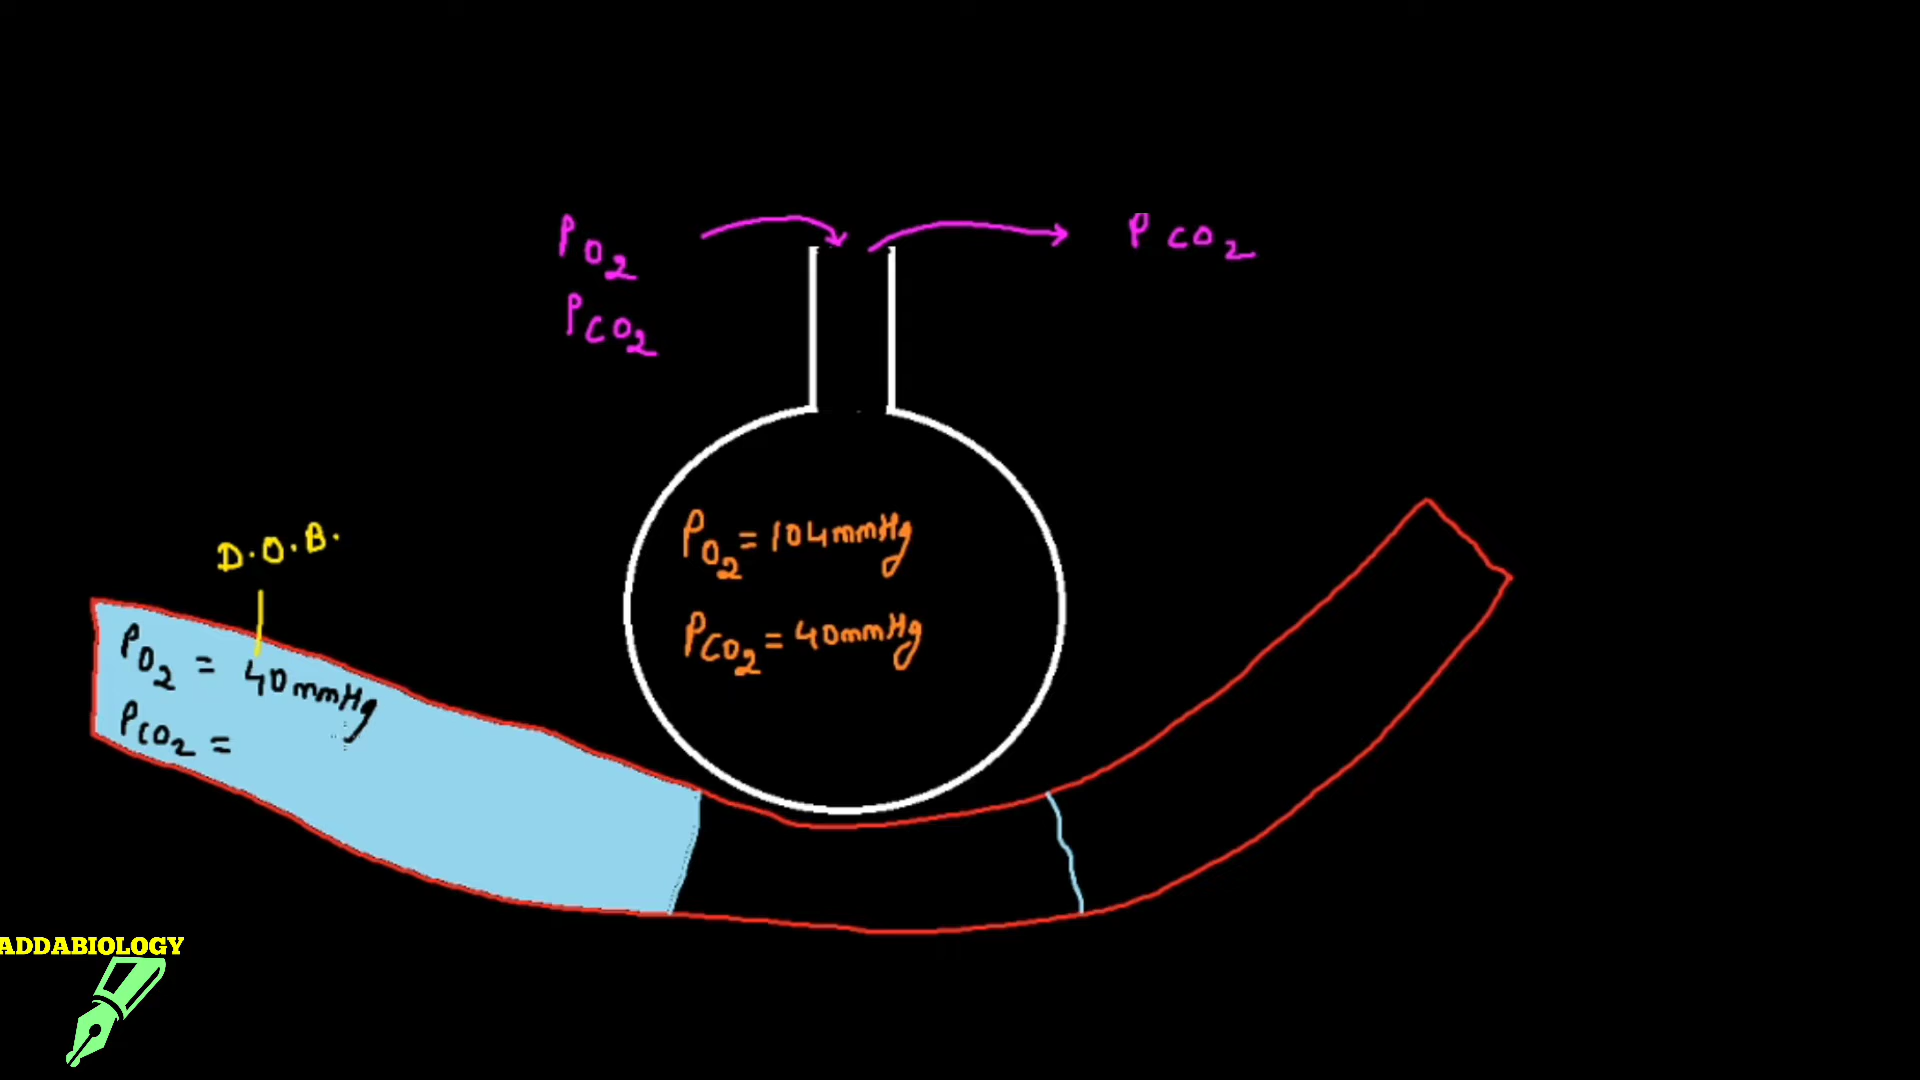 PO2
PCO2
PCO2
PO2 = 104mmHg
PCO2 = 40mmHg
D.O.B.
PO2 = 40mmHg
PCO2 =
ADDABIOLOGY